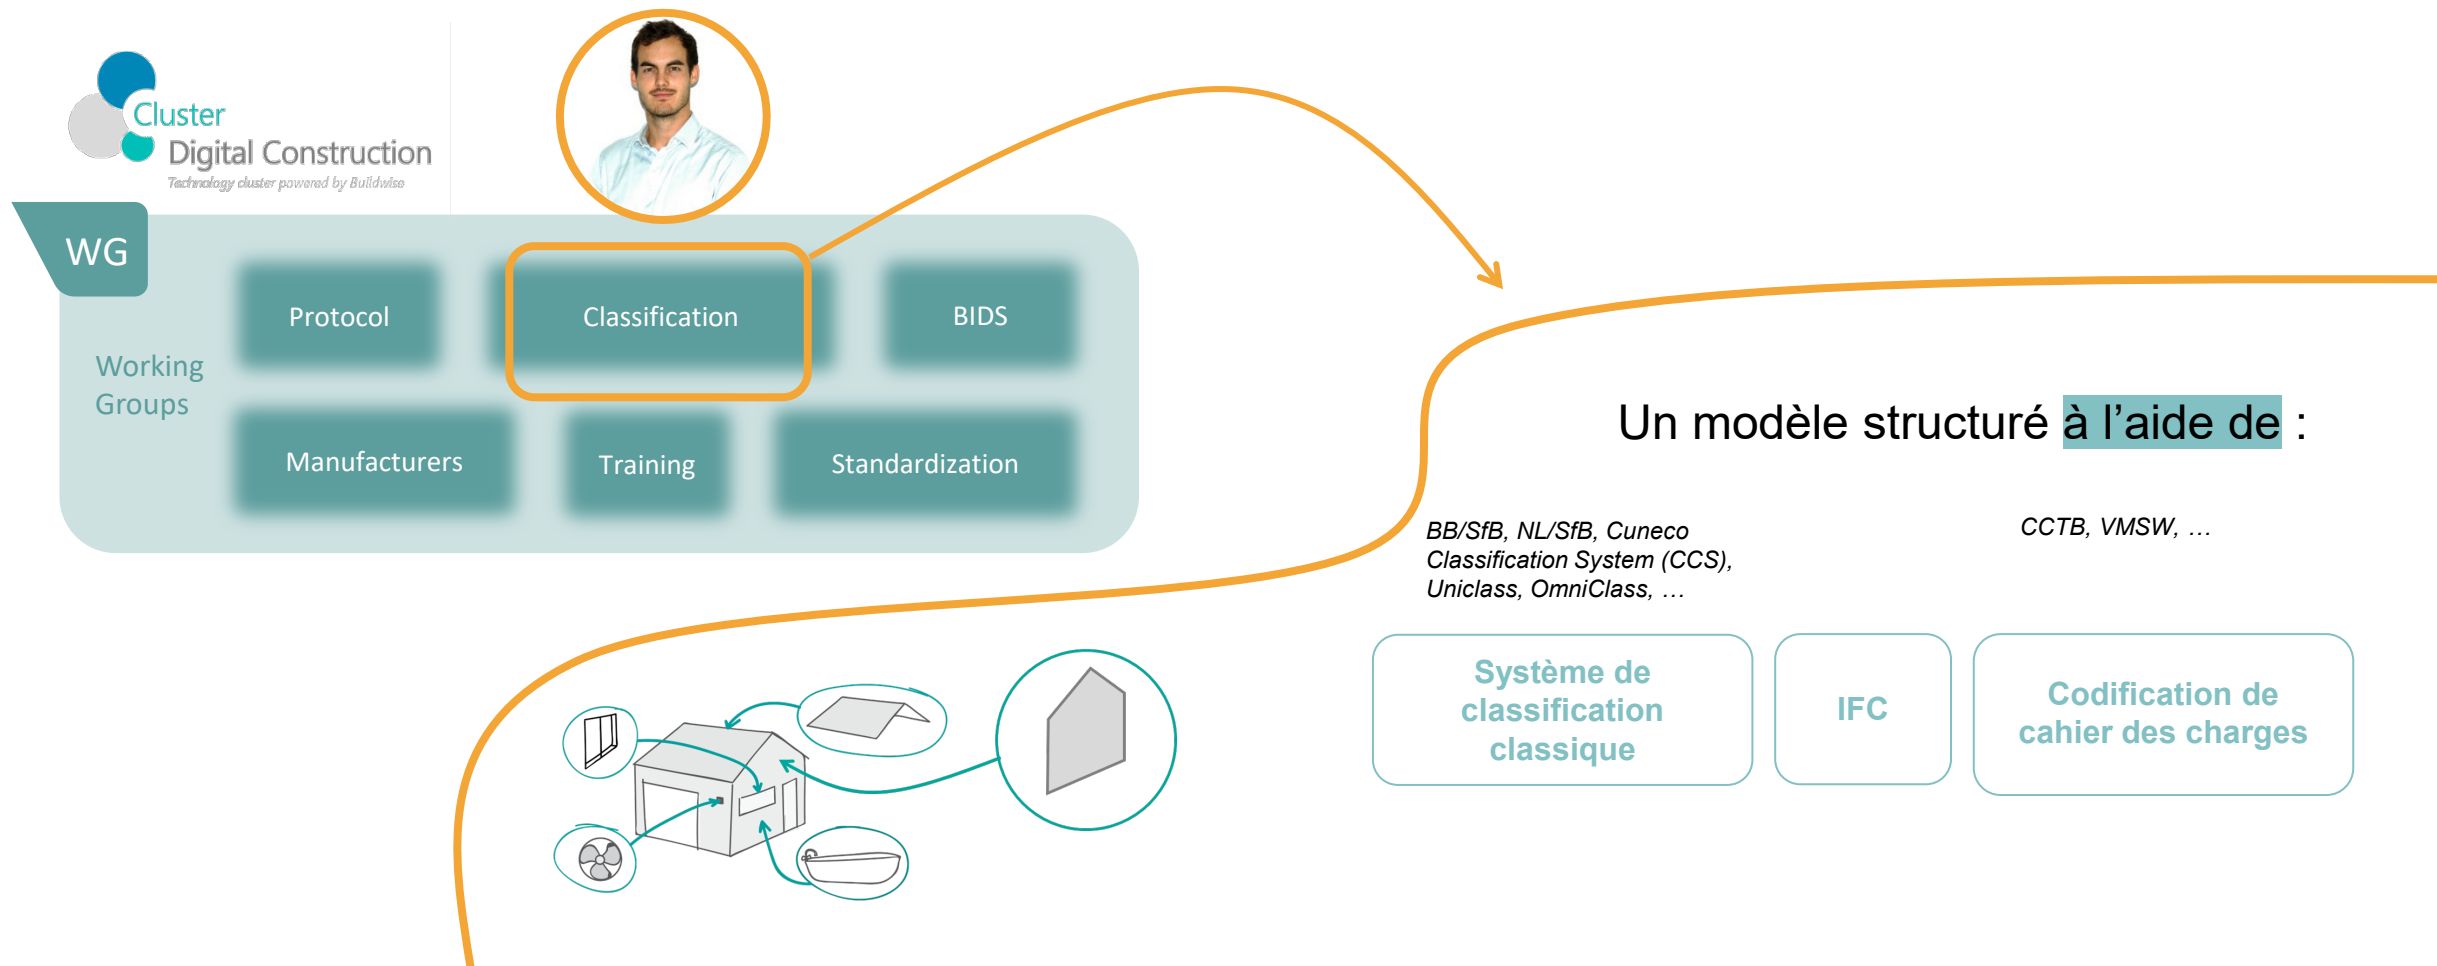 Cluster
Digital Construction
Technology cluster powered by Buildwise
WG
Working
Groups
Protocol
Classification
BIDS
Manufacturers
Training
Standardization
Un modèle structuré à l’aide de :
BB/SfB, NL/SfB, Cuneco
Classification System (CCS),
Uniclass, OmniClass, …
CCTB, VMSW, …
Système de
classification
classique
IFC
Codification de
cahier des charges